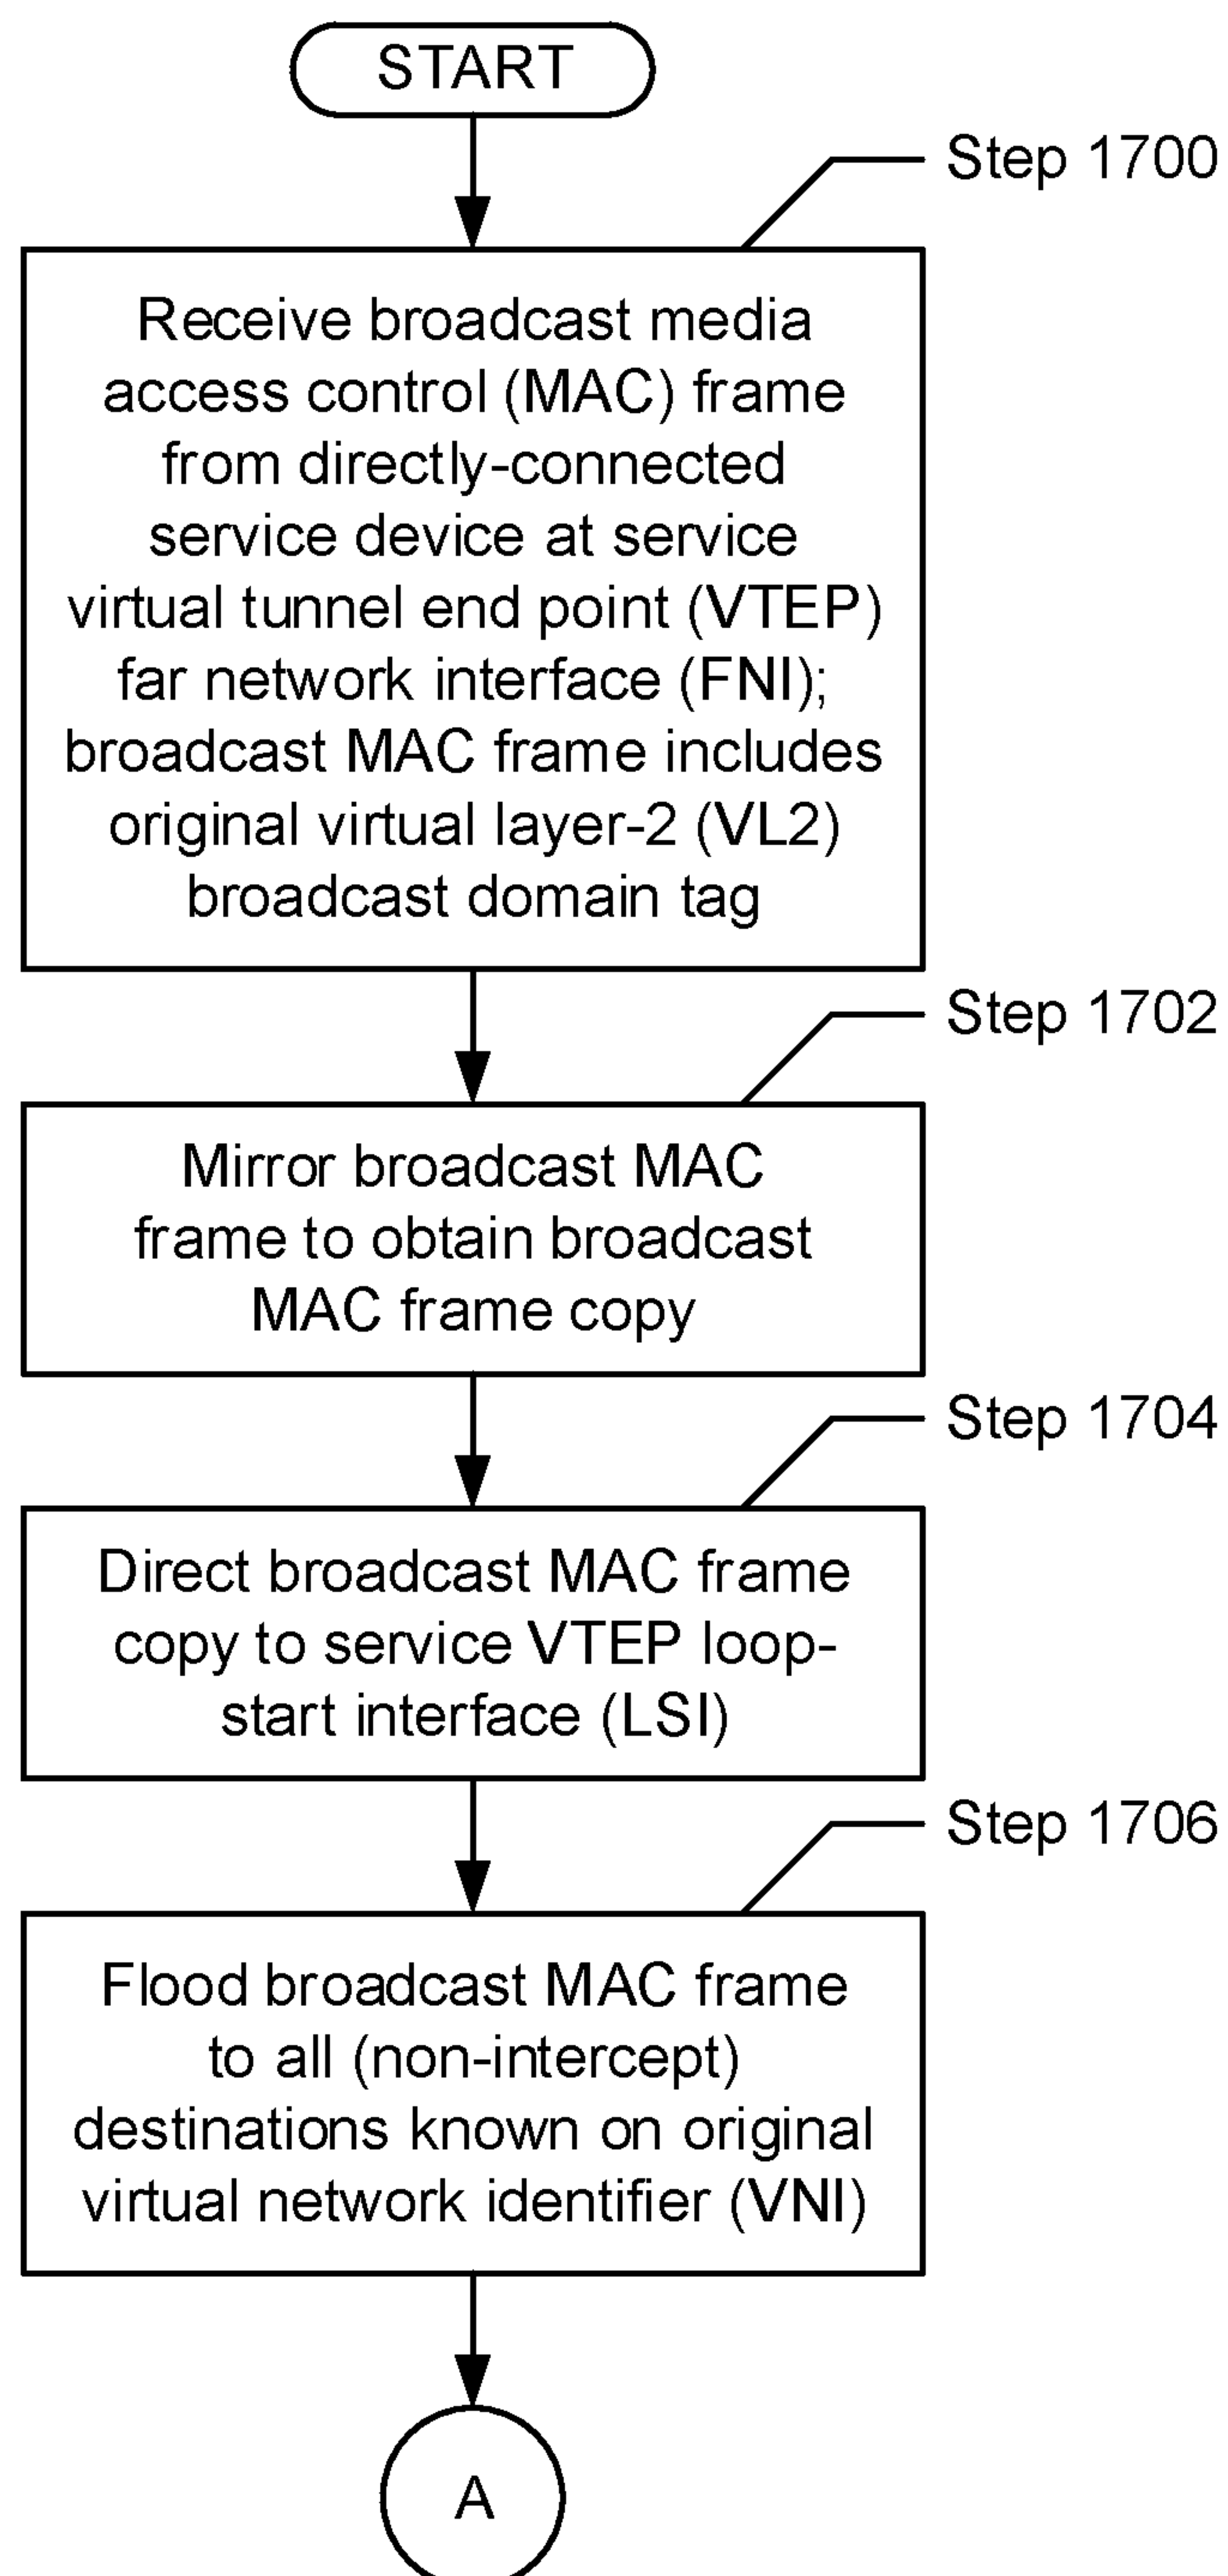 START
Step 1700
Receive broadcast media
access control (MAC) frame
from directly-connected
service device at service
virtual tunnel end point (VTEP)
far network interface (FNI);
broadcast MAC frame includes
original virtual layer-2 (VL2)
broadcast domain tag
Step 1702
Mirror broadcast MAC
frame to obtain broadcast
MAC frame copy
Step 1704
Direct broadcast MAC frame
copy to service VTEP loop-
start interface (LSI)
Step 1706
Flood broadcast MAC frame
to all (non-intercept)
destinations known on original
virtual network identifier (VNI)
A